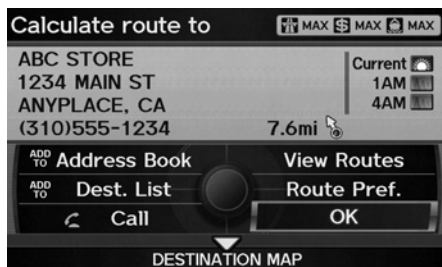 Calculate route to MAX $ MAX MAX
ABC STORE
Current
1234 MAIN ST
1AM
ANYPLACE, CA
4AM
(310)555-1234 7.6mi
ADD TO Address Book
View Routes
ADD TO Dest. List
Route Pref.
Call
OK
DESTINATION MAP